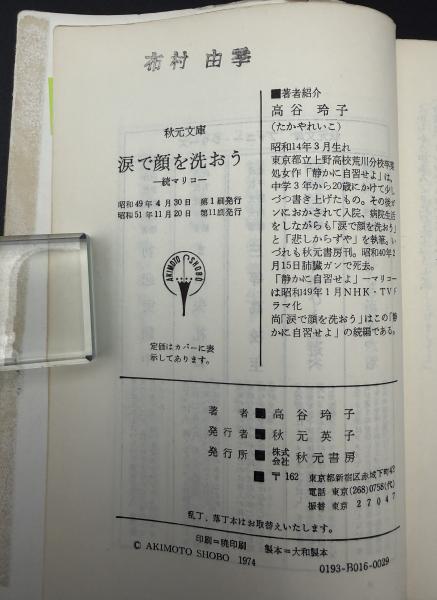 布村 由季
■著者紹介
高谷 玲子
(たかやれいこ)
昭和14年3月生れ
東京都立上野高校荒川分校卒業
処女作「静かに自習せよ」は、
中学3年から20歳にかけて少し
づつ書き上げたもの。その後ガ
ンにおかされて入院、病院生活
をしながらも「涙で顔を洗おう」
と「悲しからずや」を執筆。い
づれも秋元書房刊。昭和40年2
月15日肺臓ガンで死去。
「静かに自習せよ」―マリコー
は昭和49年1月NHK・TVド
ラマ化
尚「涙で顔を洗おう」はこの「静
かに自習せよ」の続編である。
秋元文庫
涙で顔を洗おう
―続マリコ―
昭和49年4月30日 第1刷発行
昭和51年11月20日 第11刷発行
AKIMOTO SHOBO
定価はカバーに表
示してあります。
著者■高谷玲子
発行者■秋元英子
発行所■株式会社 秋元書房
■〒162 東京都新宿区赤城下町42
電話 東京(268)0758(代)
振替 東京 27047
乱丁、落丁本はお取替えいたします。
印刷=暁印刷 製本=大和製本
© AKIMOTO SHOBO 1974
0193-B016-0029